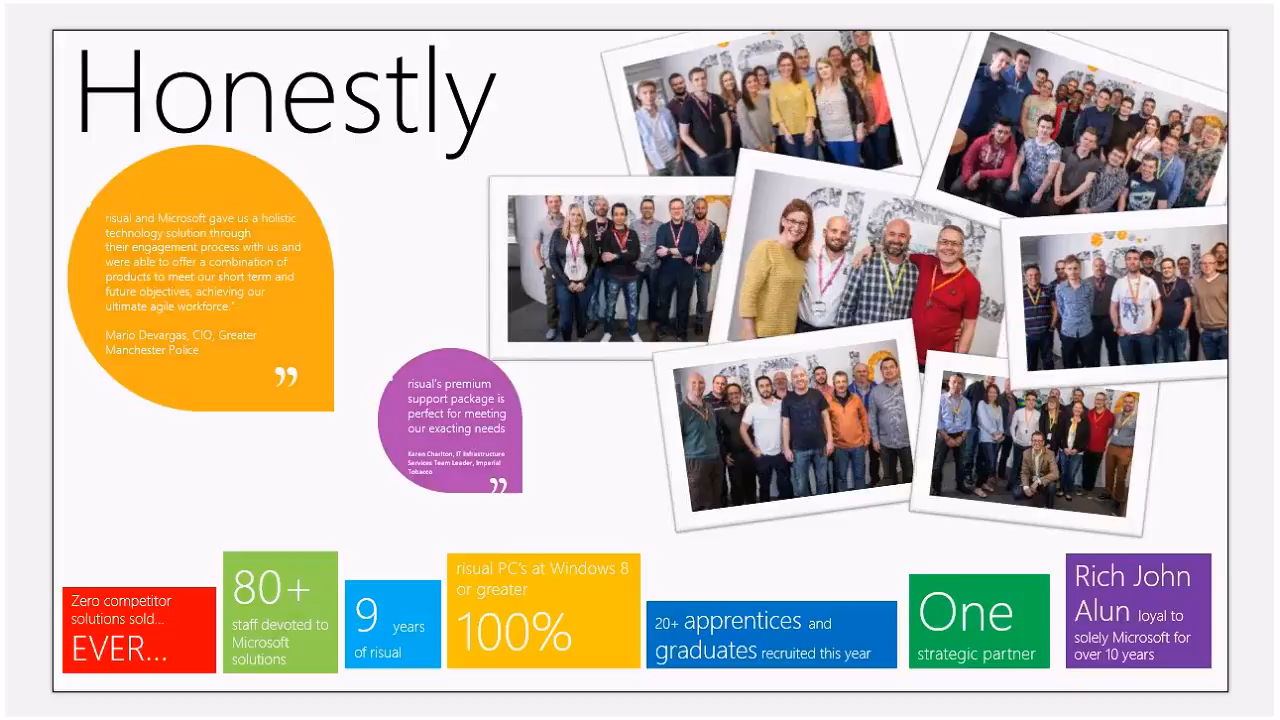 Honestly
risual and Microsoft gave us a holistic
technology solution through
their engagement process with us and
were able to offer a combination of
products to meet our short term and
future objectives, achieving our
ultimate agile workforce.”
Mario Devargas, CIO, Greater
Manchester Police
”
risual's premium
support package is
perfect for meeting
our exacting needs
Karen Charlton, IT Infrastructure
Services Team Leader, Imperial
Tobacco
”
Zero competitor
solutions sold...
EVER...
80+
staff devoted to
Microsoft
solutions
9 years
of risual
risual PC's at Windows 8
or greater
100%
20+ apprentices and
graduates recruited this year
One
strategic partner
Rich John
Alun loyal to
solely Microsoft for
over 10 years